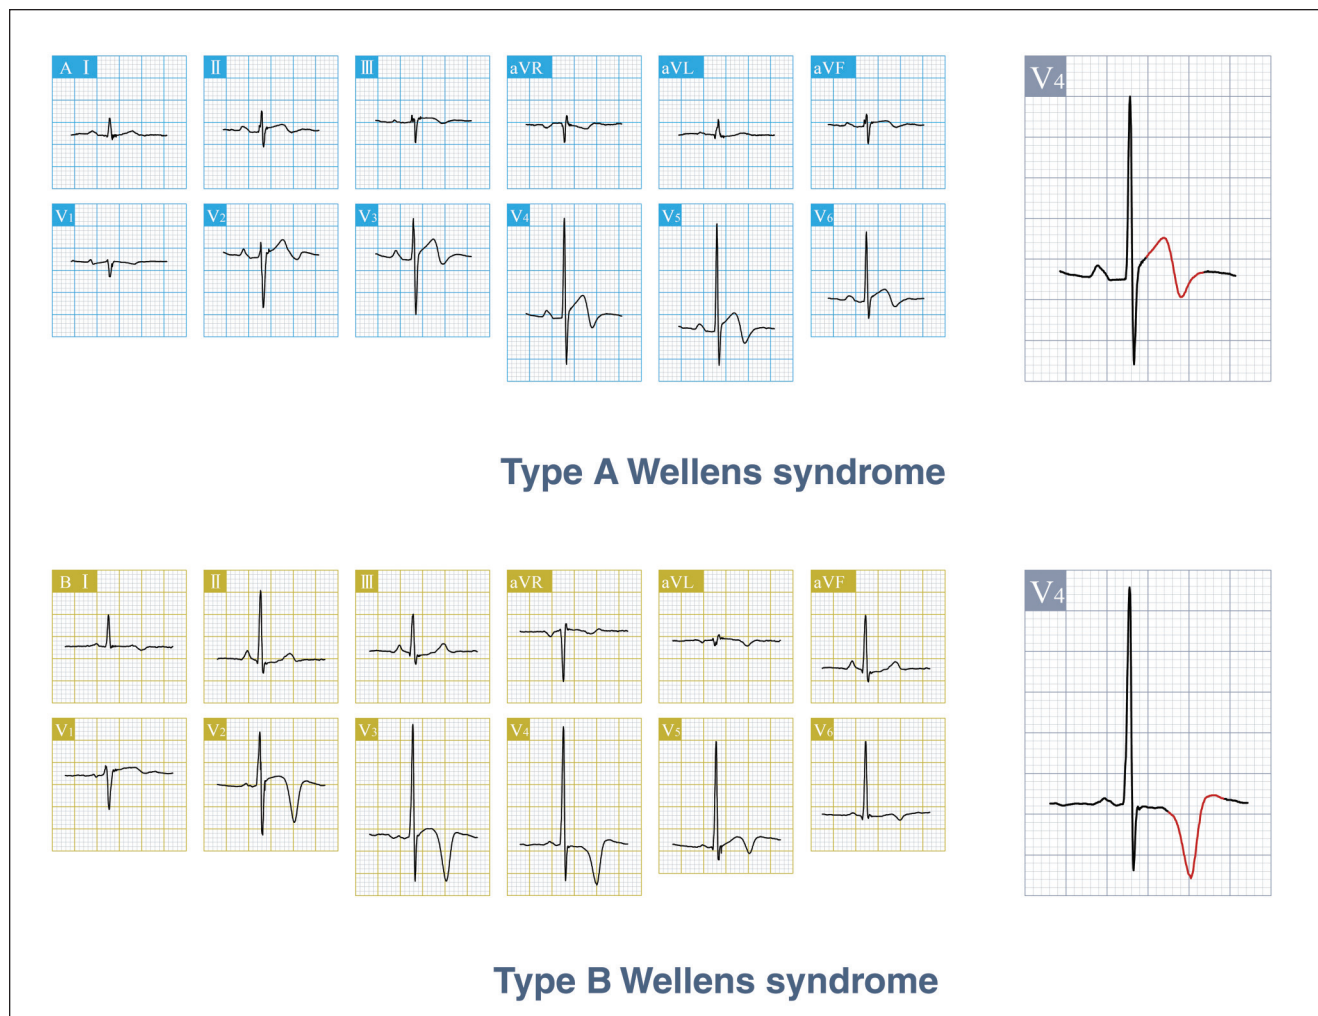 A I II III aVR aVL aVF
V1 V2 V3 V4 V5 V6
V4
Type A Wellens syndrome
B I II III aVR aVL aVF
V1 V2 V3 V4 V5 V6
V4
Type B Wellens syndrome